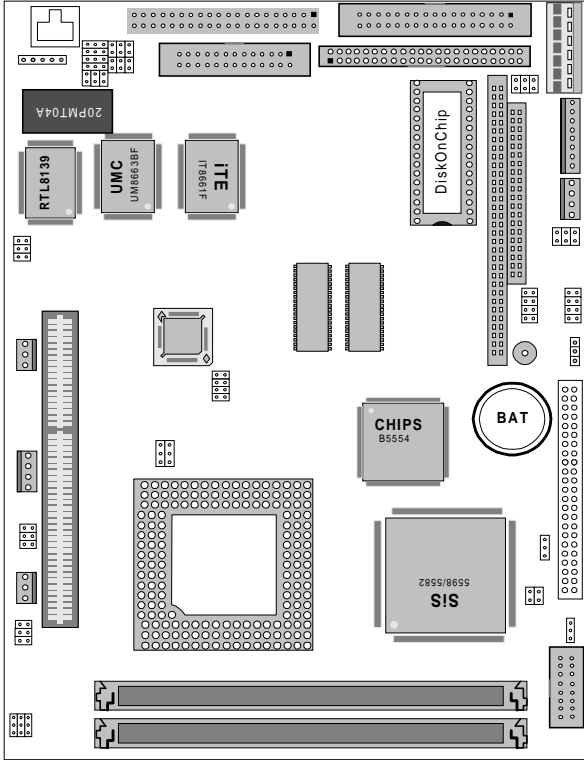 20PMT04A
RTL8139
UMC
UM8663BF
iTE
IT8661F
DiskOnChip
CHIPS
B5554
BAT
SiS
5598/5582